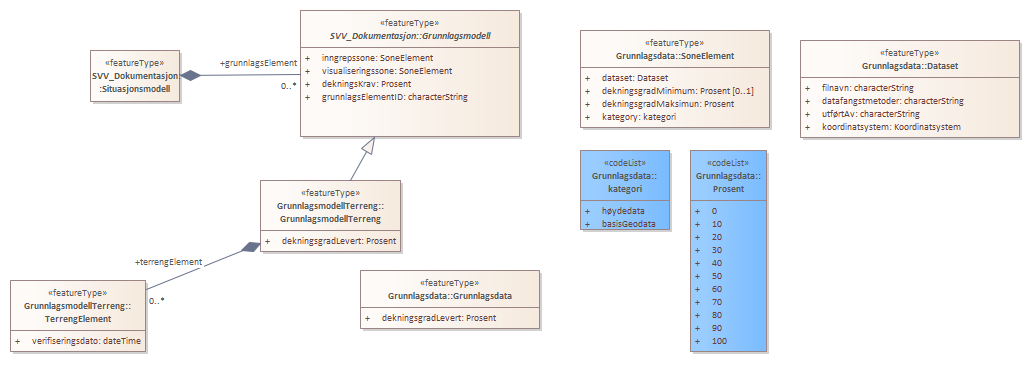 «featureType»
SVV_Dokumentasjon:
:Situasjonsmodell
+grunnlagsElement
0..*
«featureType»
SVV_Dokumentasjon::Grunnlagsmodell
+ inngrepssone: SoneElement
+ visualiseringssone: SoneElement
+ dekningsKrav: Prosent
+ grunnlagsElementID: characterString
«featureType»
Grunnlagsdata::SoneElement
+ dataset: Dataset
+ dekningsgradMinimum: Prosent [0..1]
+ dekningsgradMaksimun: Prosent
+ kategory: kategori
«featureType»
Grunnlagsdata::Dataset
+ filnavn: characterString
+ datafangstmetoder: characterString
+ utførtAv: characterString
+ koordinatsystem: Koordinatsystem
«codeList»
Grunnlagsdata::
kategori
+ høydedata
+ basisGeodata
«codeList»
Grunnlagsdata::
Prosent
+ 0
+ 10
+ 20
+ 30
+ 40
+ 50
+ 60
+ 70
+ 80
+ 90
+ 100
«featureType»
GrunnlagsmodellTerreng::
GrunnlagsmodellTerreng
+ dekningsgradLevert: Prosent
+terrengElement
0..*
«featureType»
GrunnlagsmodellTerreng::
TerrengElement
+ verifiseringsdato: dateTime
«featureType»
Grunnlagsdata::Grunnlagsdata
+ dekningsgradLevert: Prosent